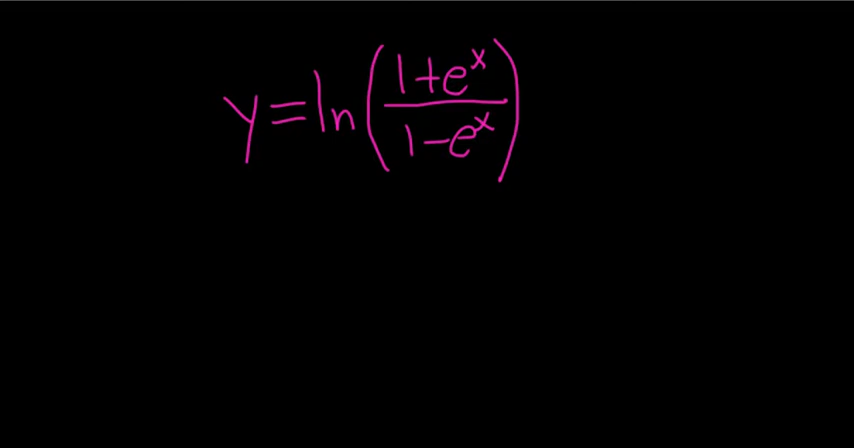 y = ln((1+e^x)/(1-e^x))